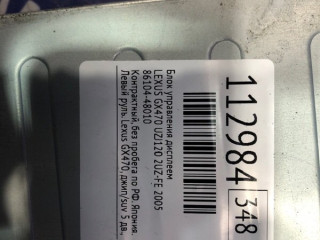 112984 348
Блок управления дисплеем
LEXUS GX470 UZJ120 2UZ-FE 2005
86104-48010
Контрактный, без пробега по РФ. Япония.
Левый руль. Lexus GX470, джип/suv 5 дв.,